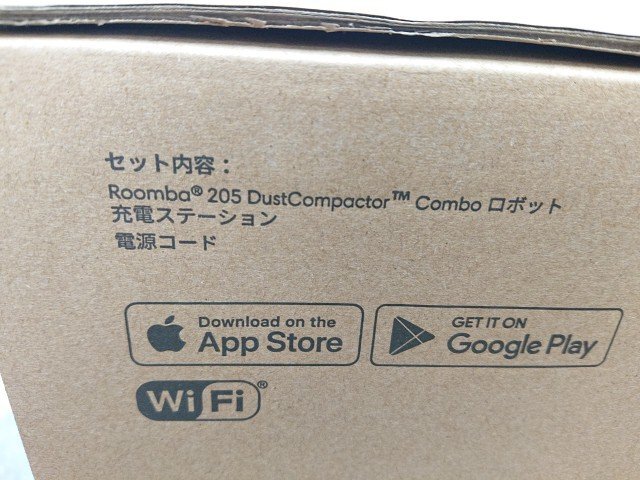 セット内容：
Roomba® 205 DustCompactor™ Combo ロボット
充電ステーション
電源コード
Download on the
App Store
GET IT ON
Google Play
WiFi®